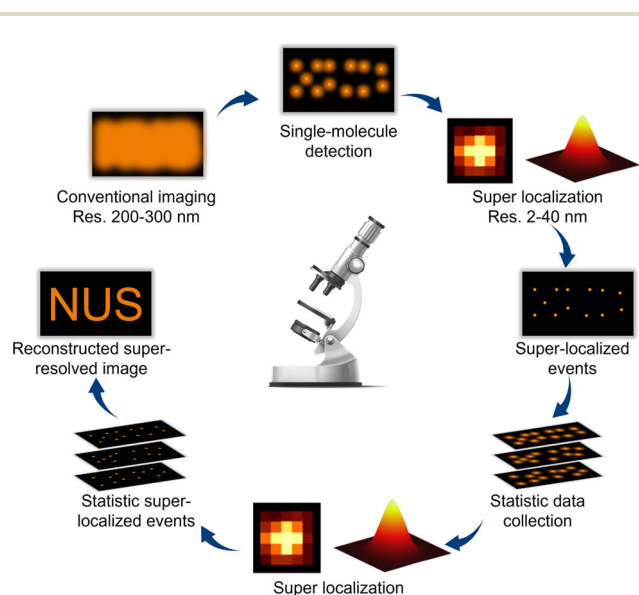 Single-molecule
detection
Conventional imaging
Res. 200-300 nm
Super localization
Res. 2-40 nm
NUS
Reconstructed super-
resolved image
Super-localized
events
Statistic super-
localized events
Statistic data
collection
Super localization